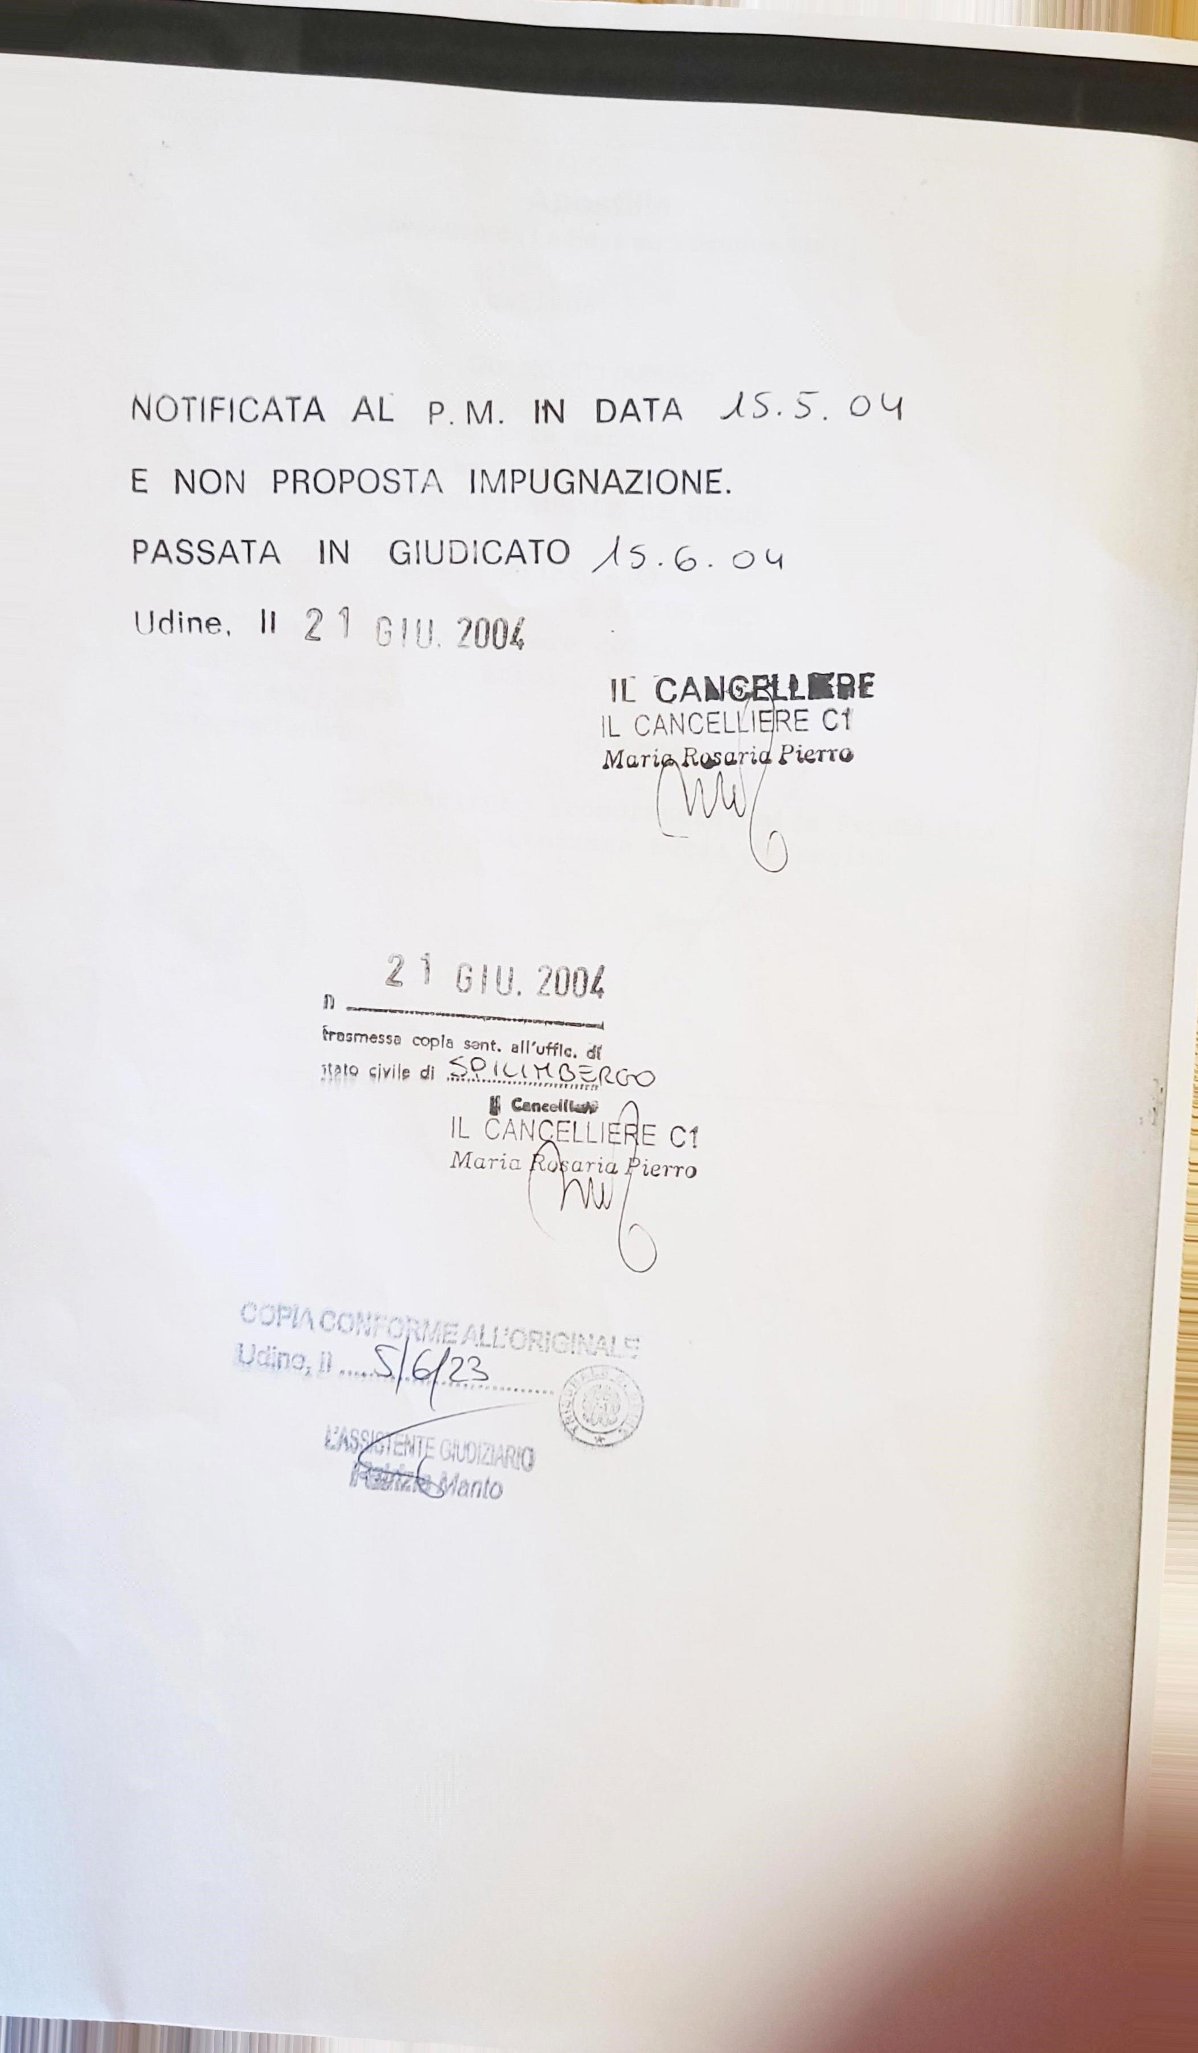 NOTIFICATA AL P.M. IN DATA 15.5.04
E NON PROPOSTA IMPUGNAZIONE.
PASSATA IN GIUDICATO 15.6.04
Udine, Il 21 GIU. 2004
IL CANCELLIERE
IL CANCELLIERE C1
Maria Rosaria Pierro
21 GIU. 2004
trasmessa copia sent. all'uffic. di
stato civile di SPILIMBERGO
Il Cancelliere
IL CANCELLIERE C1
Maria Rosaria Pierro
COPIA CONFORME ALL'ORIGINALE
Udine, Il 5/6/23
L'ASSISTENTE GIUDIZIARIO
Manto